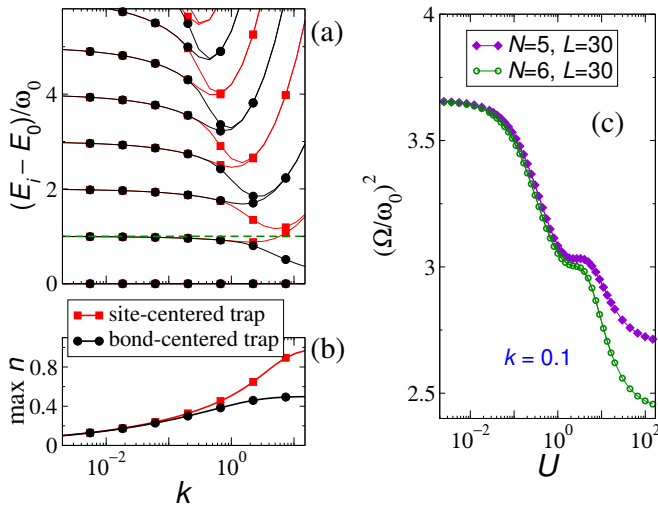 (a)
(E_i − E_0)/ω_0
4
2
0
site-centered trap
bond-centered trap
(b)
max n
0.8
0.4
0
10^−2
10^0
k
N=5, L=30
N=6, L=30
(c)
(Ω/ω_0)^2
3.5
3
2.5
k = 0.1
10^−2
10^0
10^2
U